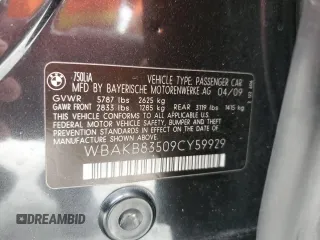 750LiA
VEHICLE TYPE: PASSENGER CAR
MFD BY BAYERISCHE MOTORENWERKE AG 04/09
GVWR 5787 lbs 2625 kg
GAWR FRONT 2833 lbs 1285 kg REAR 3119 lbs 1415 kg
THIS VEHICLE CONFORMS TO ALL APPLICABLE
FEDERAL MOTOR VEHICLE SAFETY, BUMPER, AND
THEFT PREVENTION STANDARDS IN EFFECT ON THE DATE
OF MANUFACTURE SHOWN ABOVE.
WBAKB83509CY59929
DREAMBID